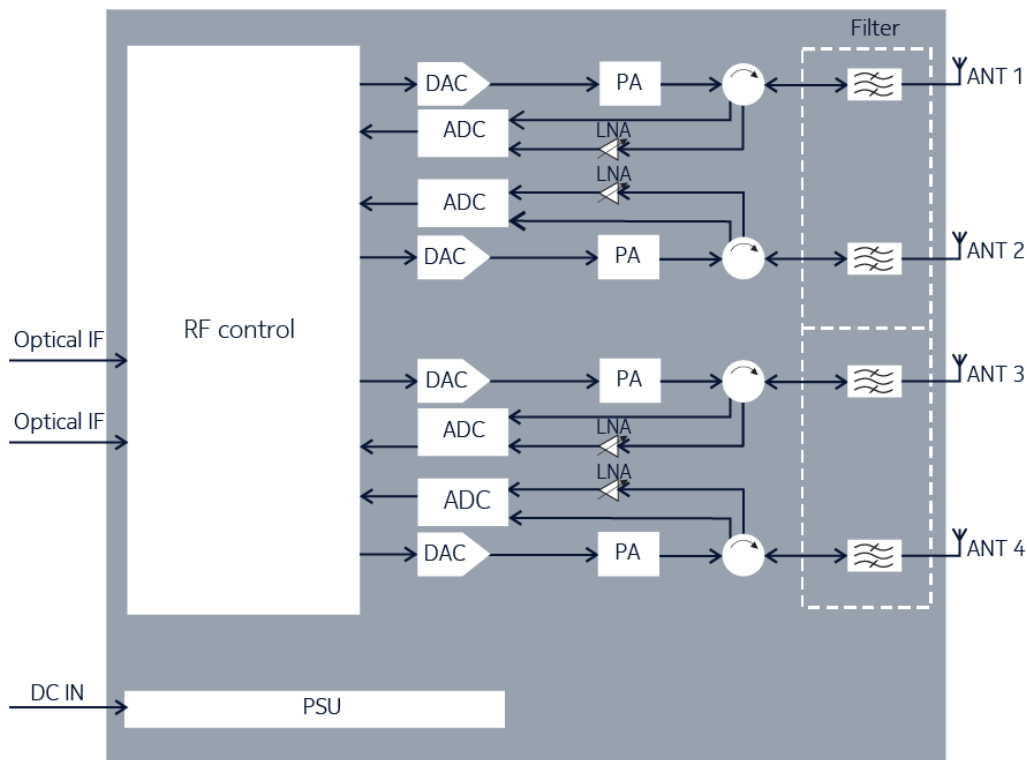 Filter
DAC
PA
ANT 1
ADC
LNA
LNA
ADC
DAC
PA
ANT 2
RF control
Optical IF
DAC
PA
ANT 3
Optical IF
ADC
LNA
LNA
ADC
DAC
PA
ANT 4
DC IN
PSU